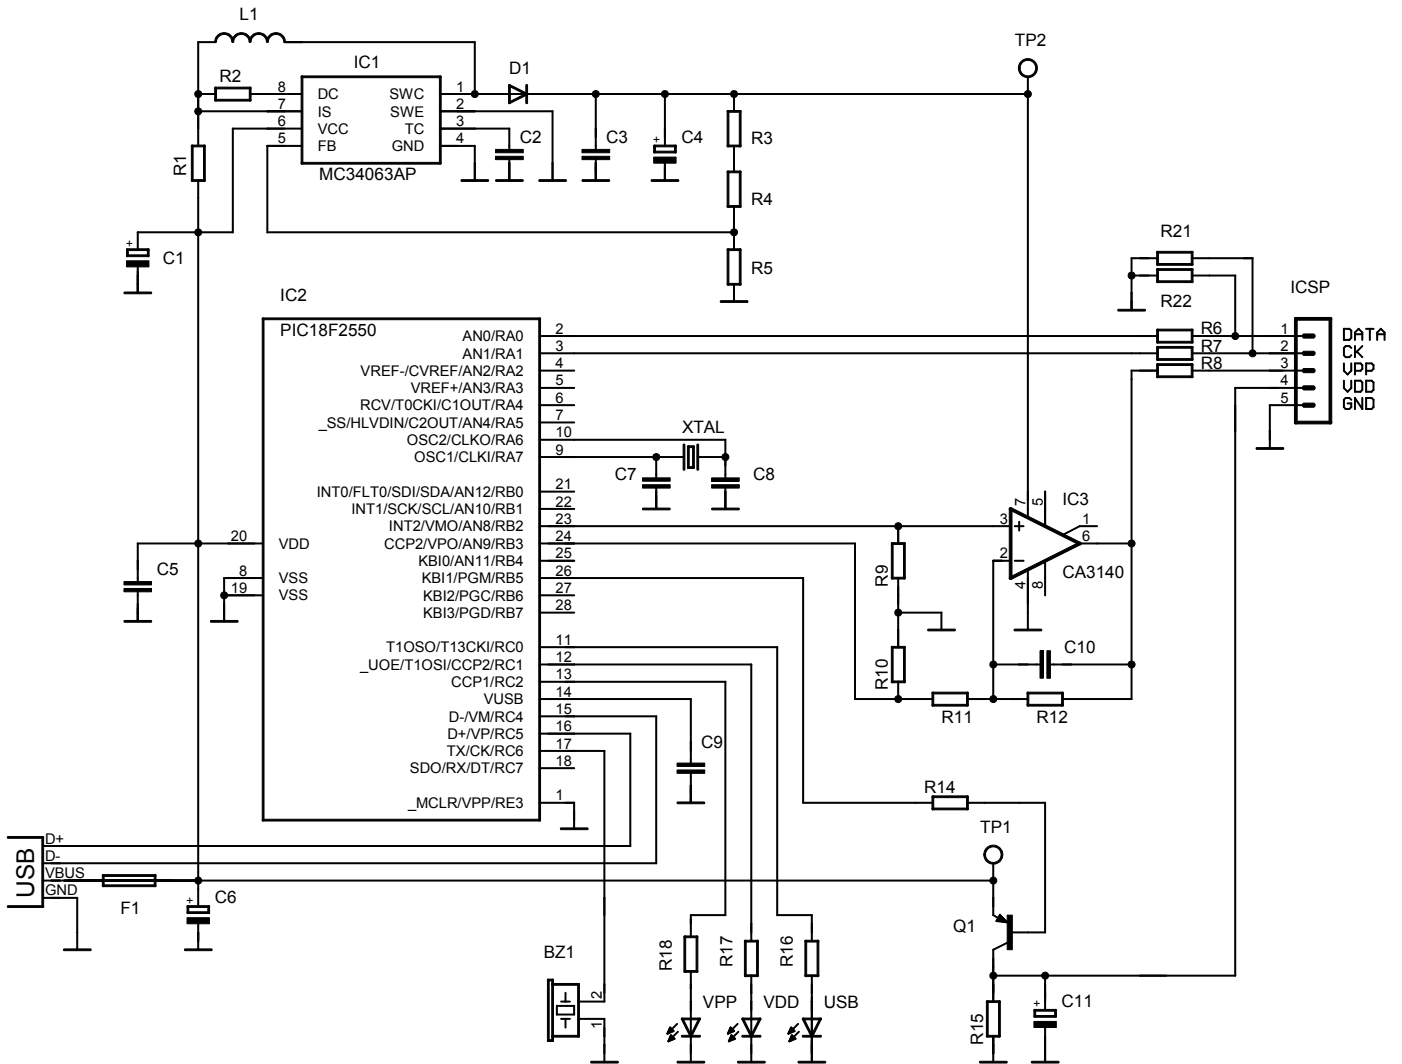 L1
TP2
IC1
D1
R2
8 DC SWC 1
7 IS SWE 2
6 VCC TC 3
5 FB GND 4
MC34063AP
C2
C3
+ C4
R3
R1
R4
+ C1
R5
R21
R22
ICSP
IC2
PIC18F2550
AN0/RA0 2
AN1/RA1 3
VREF-/CVREF/AN2/RA2 4
VREF+/AN3/RA3 5
RCV/T0CKI/C1OUT/RA4 6
_SS/HLVDIN/C2OUT/AN4/RA5 7
OSC2/CLKO/RA6 10
OSC1/CLKI/RA7 9
INT0/FLT0/SDI/SDA/AN12/RB0 21
INT1/SCK/SCL/AN10/RB1 22
INT2/VMO/AN8/RB2 23
CCP2/VPO/AN9/RB3 24
KBI0/AN11/RB4 25
KBI1/PGM/RB5 26
KBI2/PGC/RB6 27
KBI3/PGD/RB7 28
T1OSO/T13CKI/RC0 11
_UOE/T1OSI/CCP2/RC1 12
CCP1/RC2 13
VUSB 14
D-/VM/RC4 15
D+/VP/RC5 16
TX/CK/RC6 17
SDO/RX/DT/RC7 18
_MCLR/VPP/RE3 1
20 VDD
8 VSS
19 VSS
R6
R7
R8
1 DATA
2 CK
3 VPP
4 VDD
5 GND
XTAL
C7
C8
C5
7
5
IC3
3 +
1
6
2 −
4
8
CA3140
R9
R10
C10
R11
R12
C9
R14
TP1
USB
D+
D-
VBUS
GND
F1
+ C6
Q1
BZ1
2
1
R18
R17
R16
VPP
VDD
USB
R15
+ C11